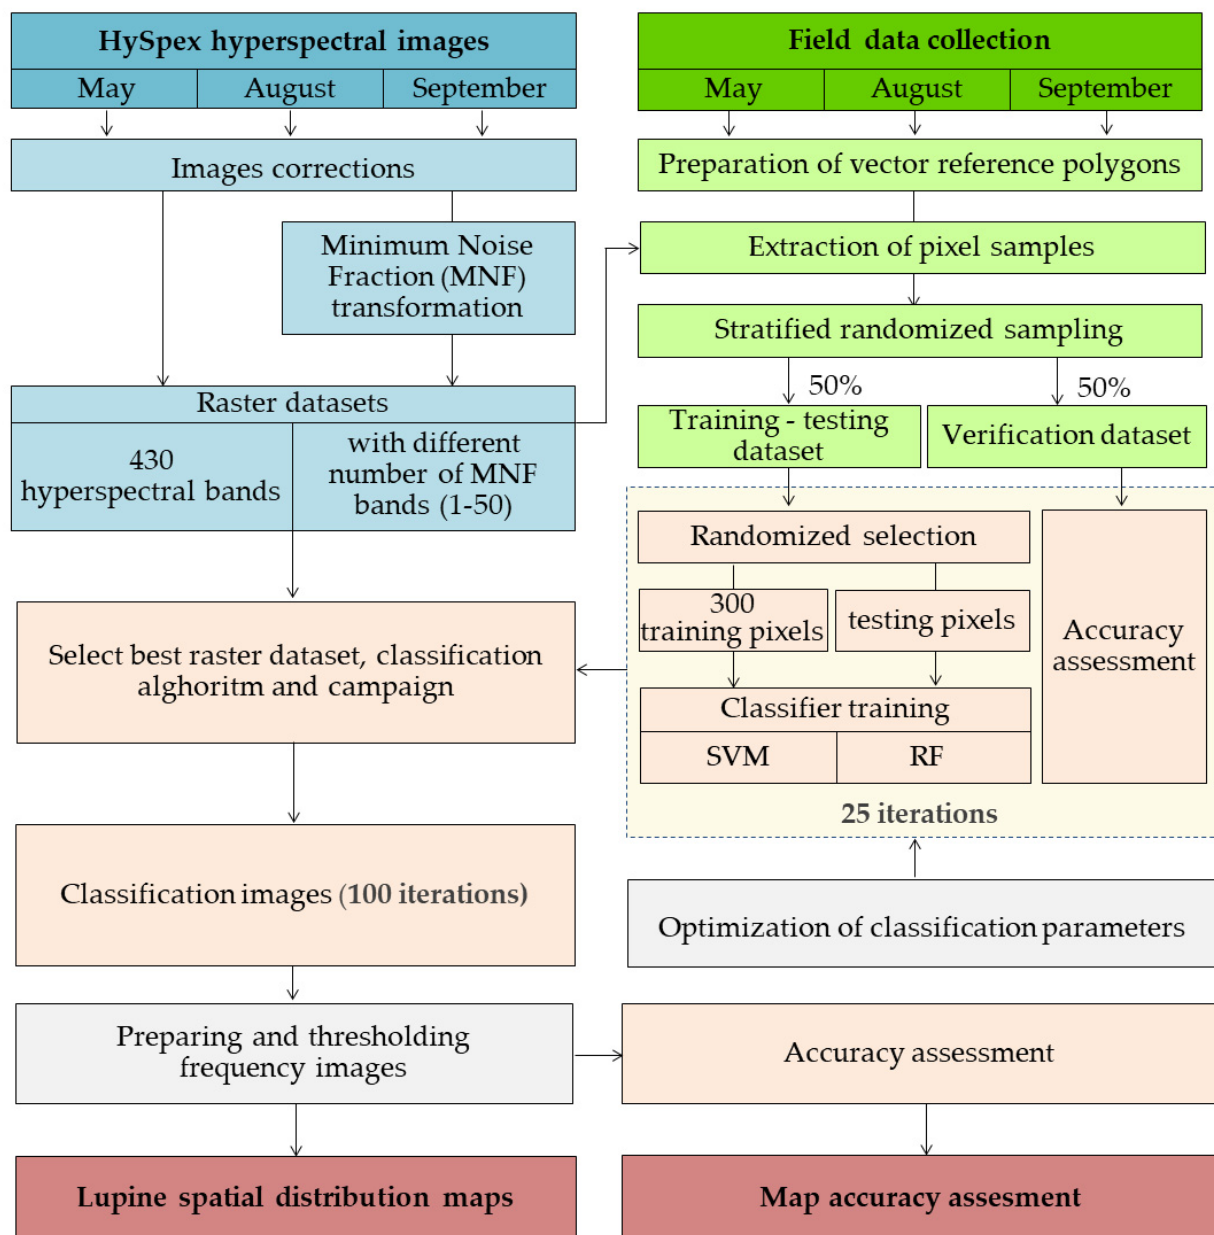 HySpex hyperspectral images
May
August
September
Field data collection
May
August
September
Images corrections
Preparation of vector reference polygons
Minimum Noise
Fraction (MNF)
transformation
Extraction of pixel samples
Stratified randomized sampling
50%
50%
Raster datasets
430
hyperspectral bands
with different
number of MNF
bands (1-50)
Training - testing
dataset
Verification dataset
Randomized selection
300
training pixels
testing pixels
Accuracy
assessment
Classifier training
SVM
RF
25 iterations
Select best raster dataset, classification
alghoritm and campaign
Classification images (100 iterations)
Optimization of classification parameters
Preparing and thresholding
frequency images
Accuracy assessment
Lupine spatial distribution maps
Map accuracy assesment